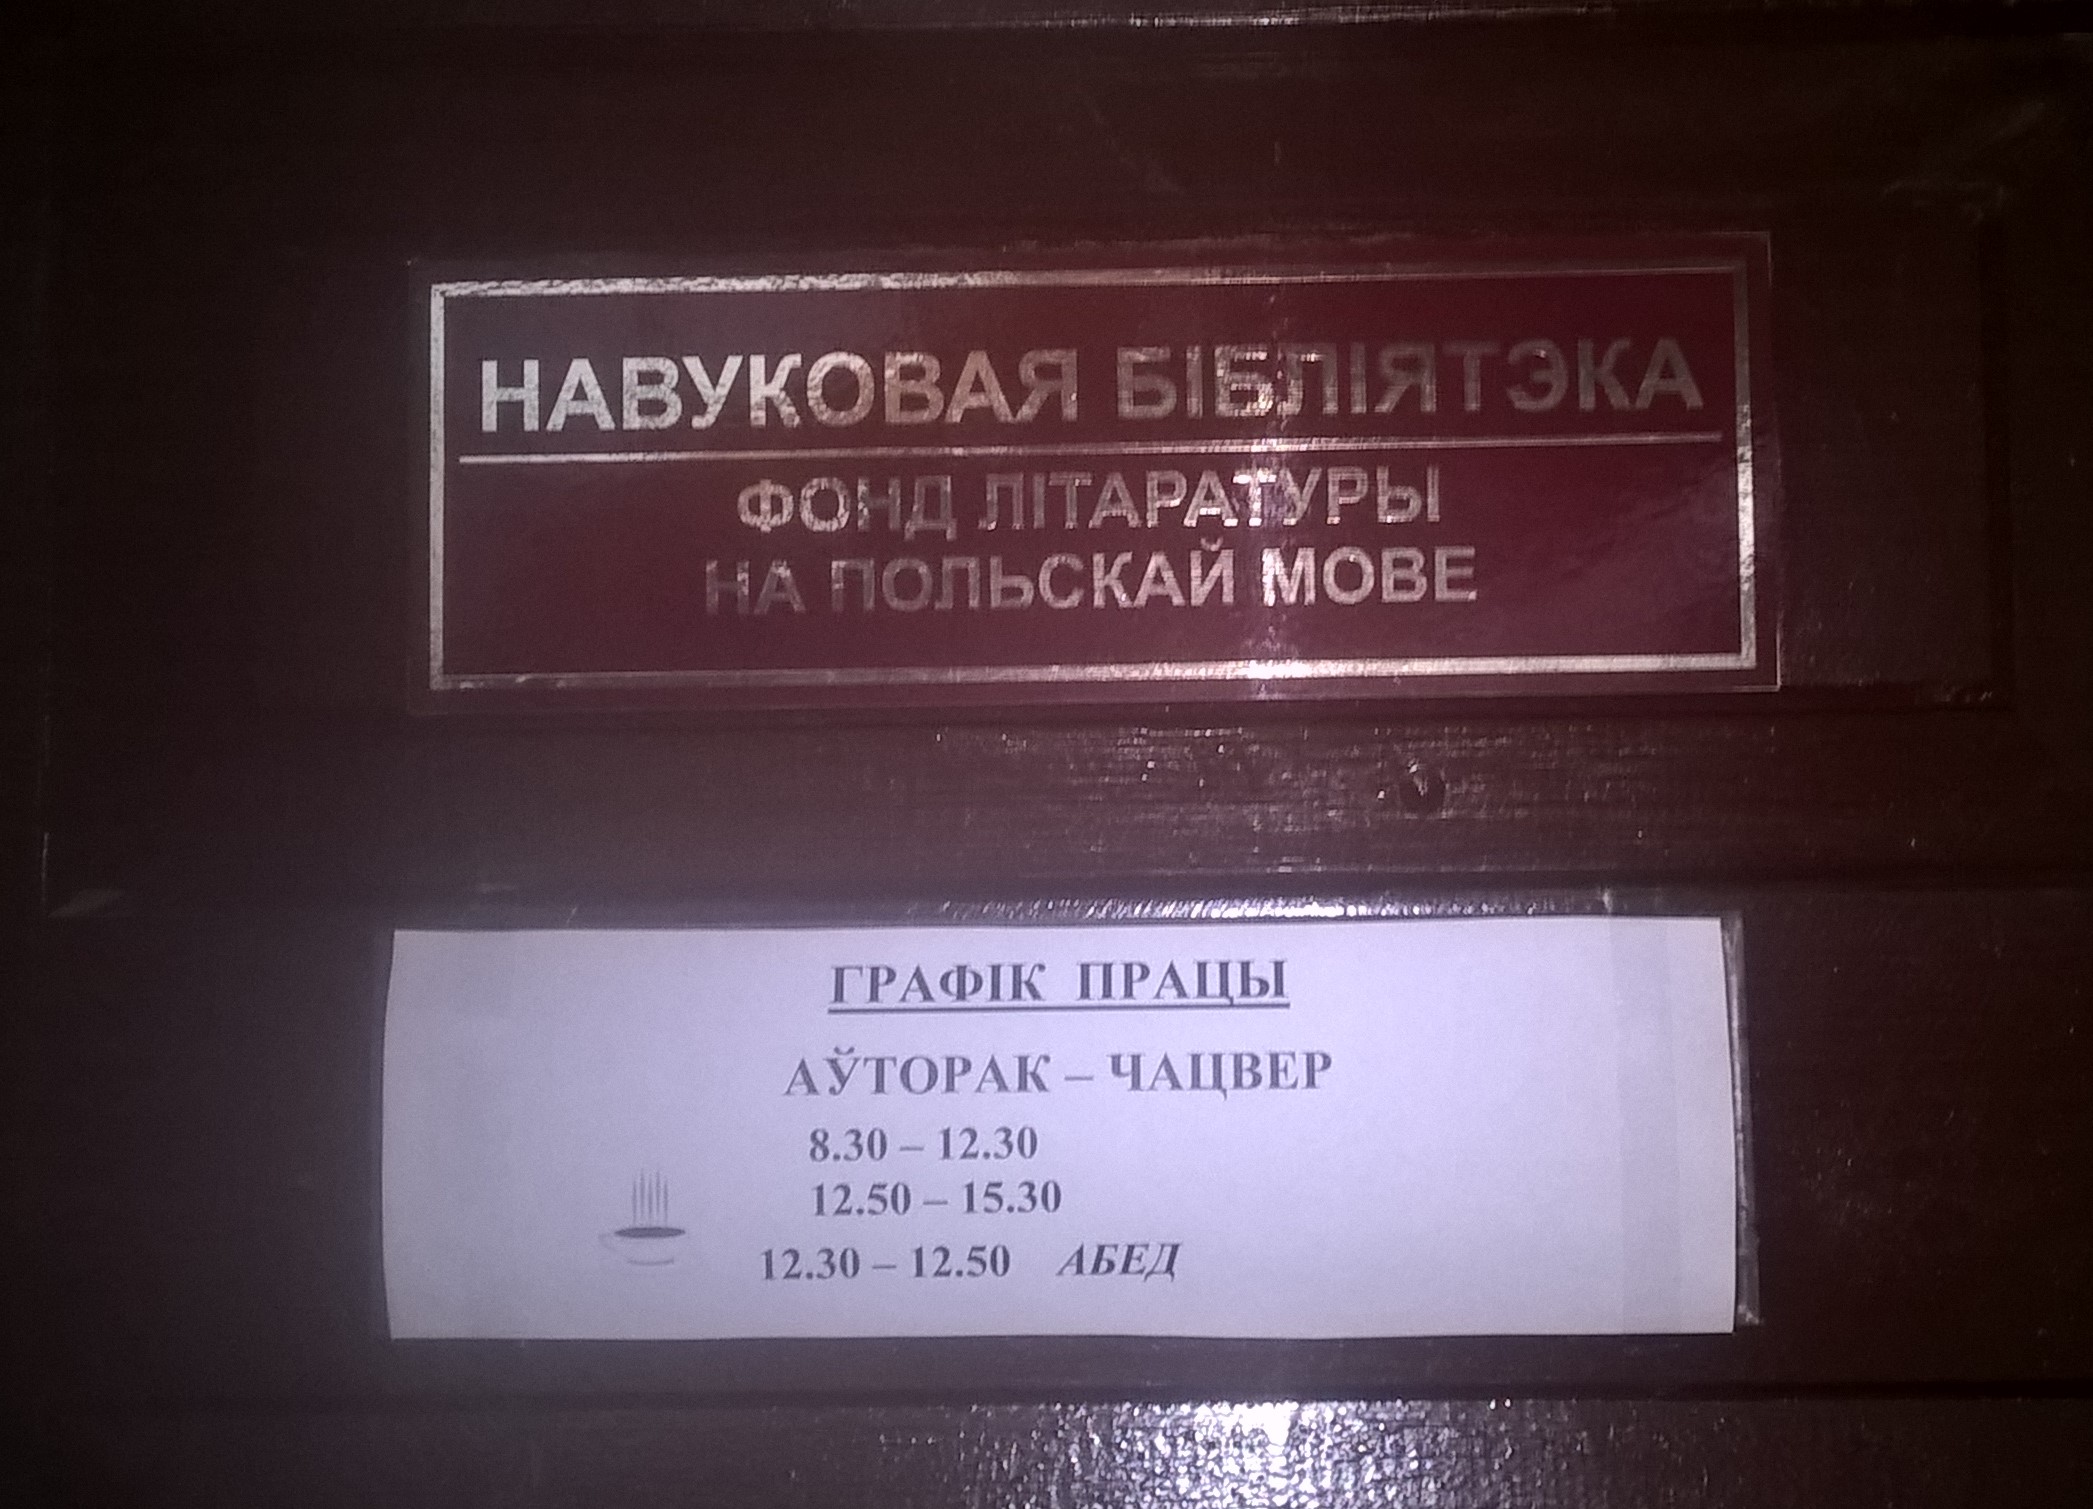 НАВУКОВАЯ БІБЛІЯТЭКА
ФОНД ЛІТАРАТУРЫ
НА ПОЛЬСКАЙ МОВЕ
ГРАФІК ПРАЦЫ
АЎТОРАК – ЧАЦВЕР
8.30 – 12.30
12.50 – 15.30
12.30 – 12.50 АБЕД